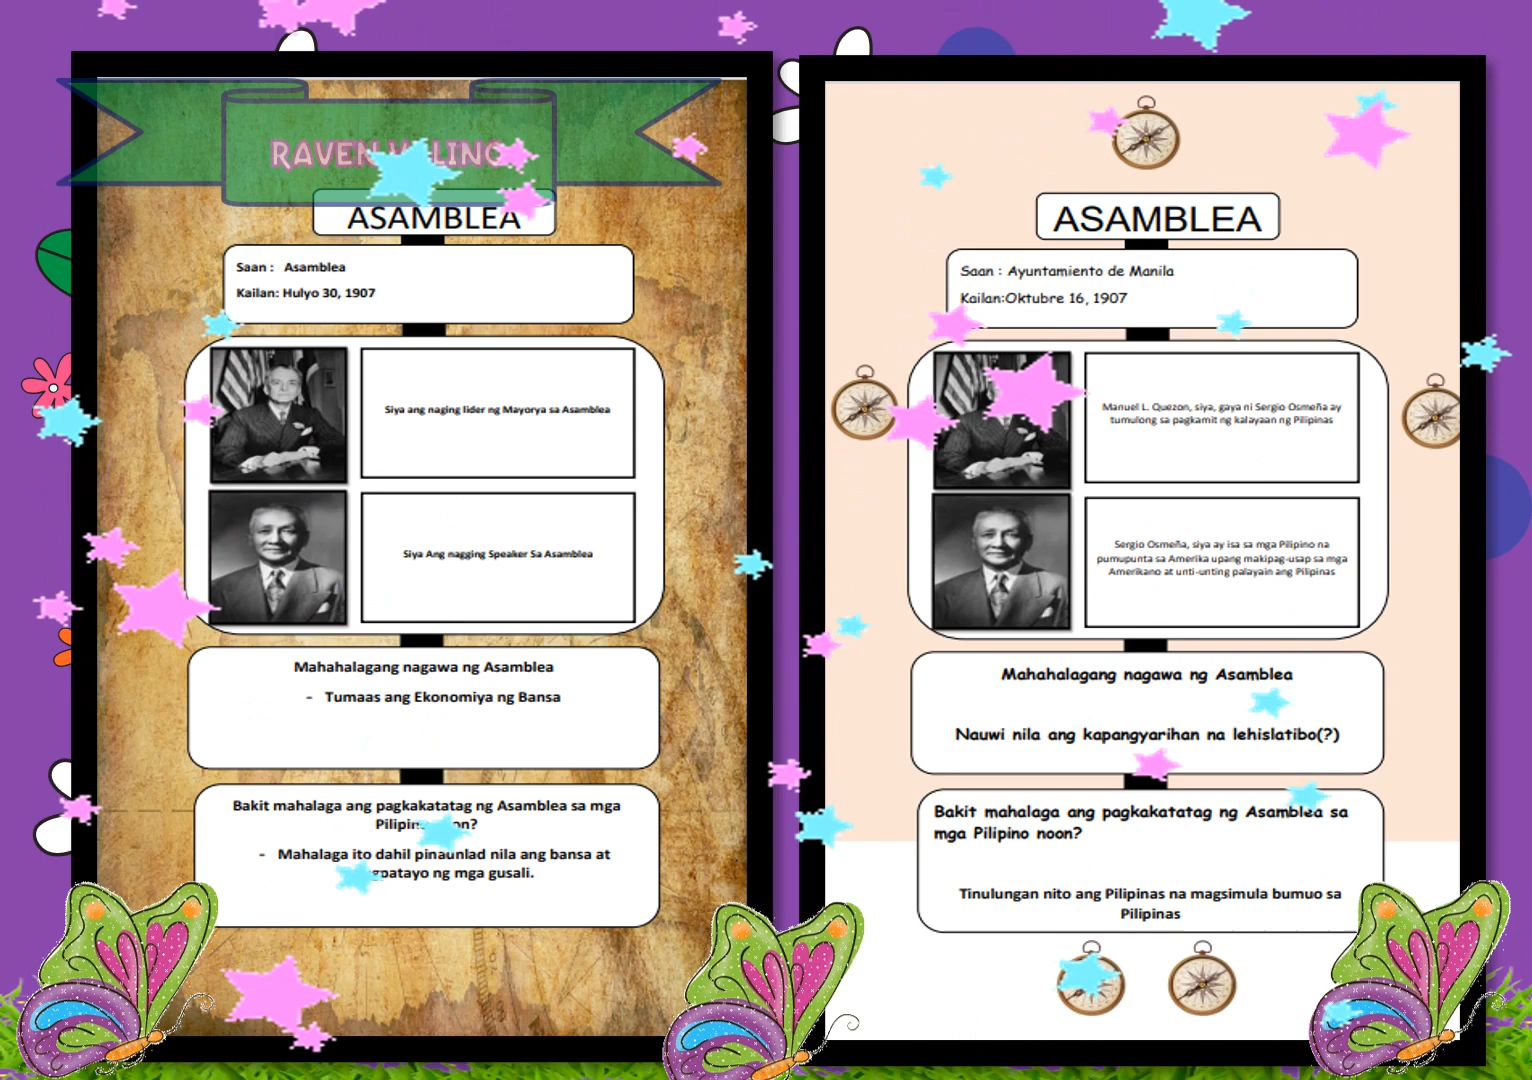 RAVEN
ASAMBLEA
Saan : Asamblea
Kailan: Hulyo 30, 1907
Siya ang naging lider ng Mayorya sa Asamblea
Siya Ang nagging Speaker Sa Asamblea
Mahahalagang nagawa ng Asamblea
- Tumaas ang Ekonomiya ng Bansa
Bakit mahalaga ang pagkakatatag ng Asamblea sa mga
- Mahalaga ito dahil pinaunlad nila ang bansa at
ng mga gusali.
ASAMBLEA
Saan : Ayuntamiento de Manila
Kailan:Oktubre 16, 1907
Manuel L. Quezon, siya, gaya ni Sergio Osmeña ay
tumulong sa pagkamit ng kalayaan ng Pilipinas
Sergio Osmeña, siya ay isa sa mga Pilipino na
pumupunta sa Amerika upang makipag-usap sa mga
Amerikano at unti-unting palayain ang Pilipinas
Mahahalagang nagawa ng Asamblea
Nauwi nila ang kapangyarihan na lehislatibo(?)
Bakit mahalaga ang pagkakatatag ng Asamblea sa
mga Pilipino noon?
Tinulungan nito ang Pilipinas na magsimula bumuo sa
Pilipinas